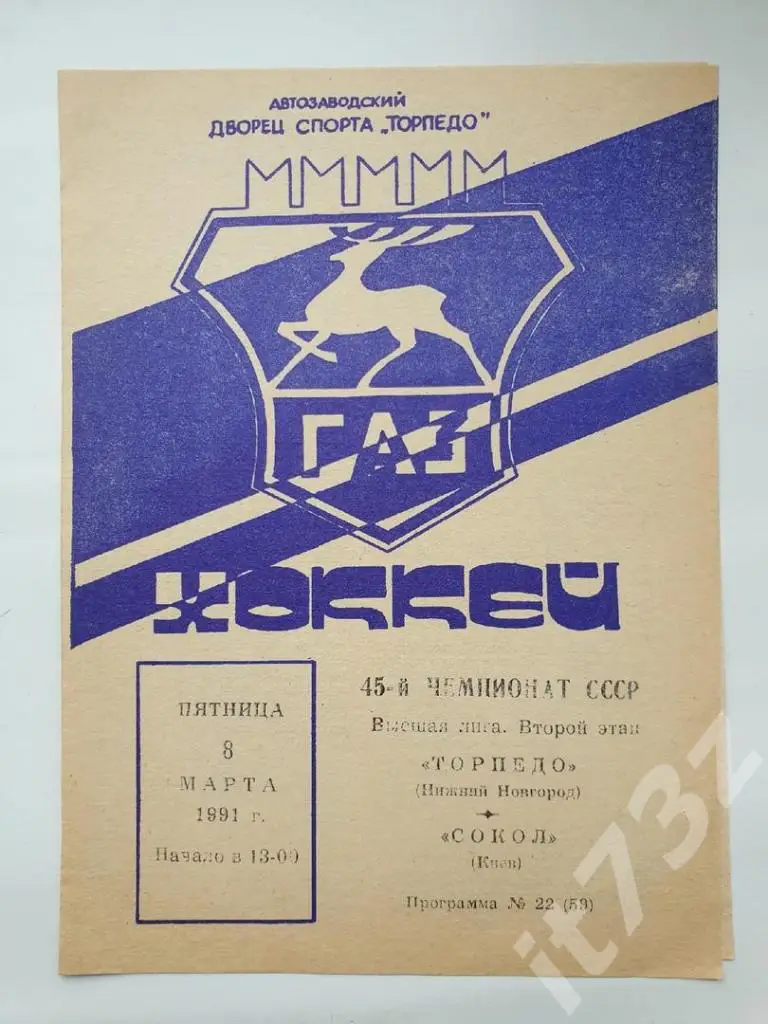 АВТОЗАВОДСКИЙ
ДВОРЕЦ СПОРТА „ТОРПЕДО"
ГАЗ
ХОККЕЙ
ПЯТНИЦА
8
МАРТА
1991 г.
Начало в 13-00
45-й ЧЕМПИОНАТ СССР
Высшая лига. Второй этап
«ТОРПЕДО»
(Нижний Новгород)
«СОКОЛ»
(Киев)
Программа № 22 (59)
it73z